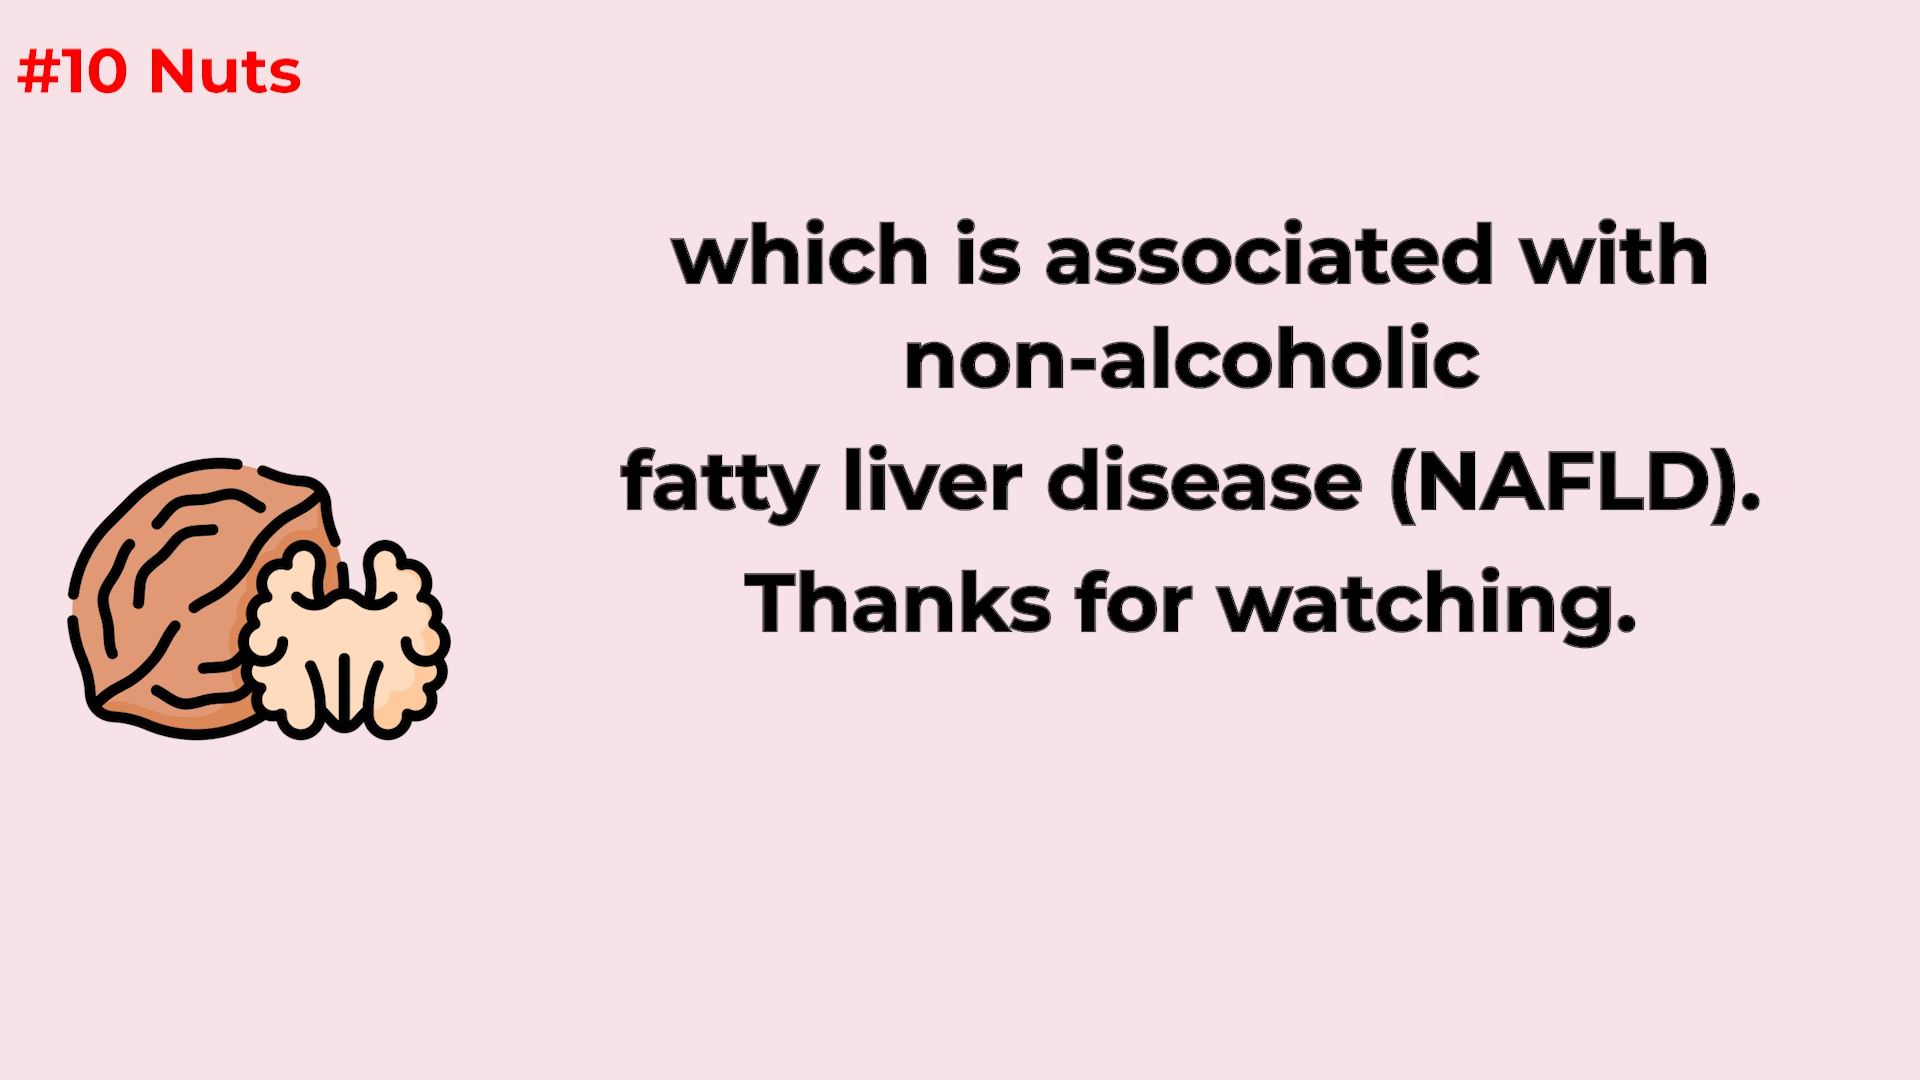 #10 Nuts
which is associated with
non-alcoholic
fatty liver disease (NAFLD).
Thanks for watching.